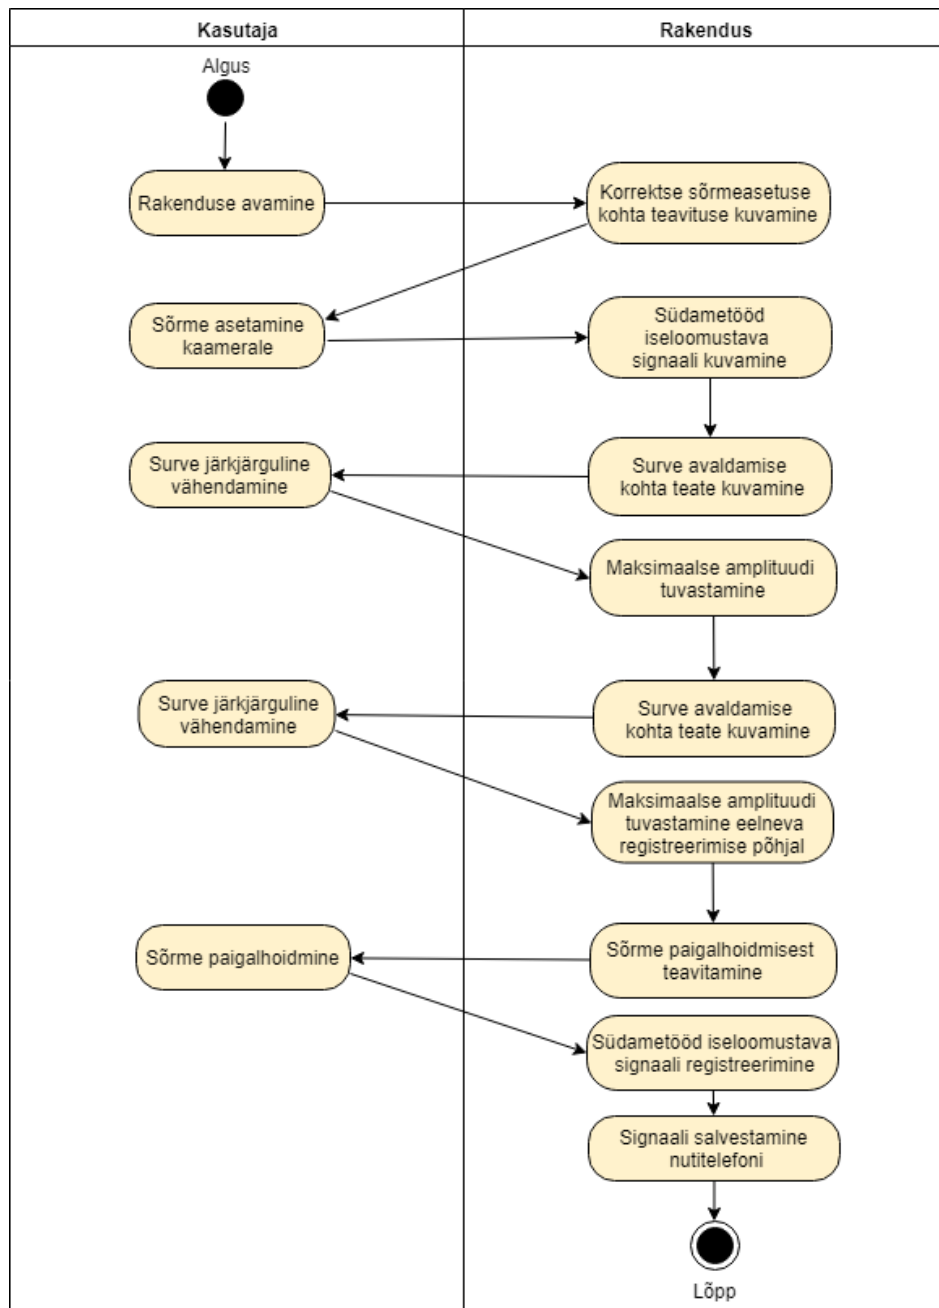 Kasutaja
Rakendus
Algus
Rakenduse avamine
Korrektse sõrmeasetuse
kohta teavituse kuvamine
Sõrme asetamine
kaamerale
Südametööd
iseloomustava
signaali kuvamine
Surve järkjärguline
vähendamine
Surve avaldamise
kohta teate kuvamine
Maksimaalse amplituudi
tuvastamine
Surve järkjärguline
vähendamine
Surve avaldamise
kohta teate kuvamine
Maksimaalse amplituudi
tuvastamine eelneva
registreerimise põhjal
Sõrme paigalhoidmine
Sõrme paigalhoidmisest
teavitamine
Südametööd iseloomustava
signaali registreerimine
Signaali salvestamine
nutitelefoni
Lõpp